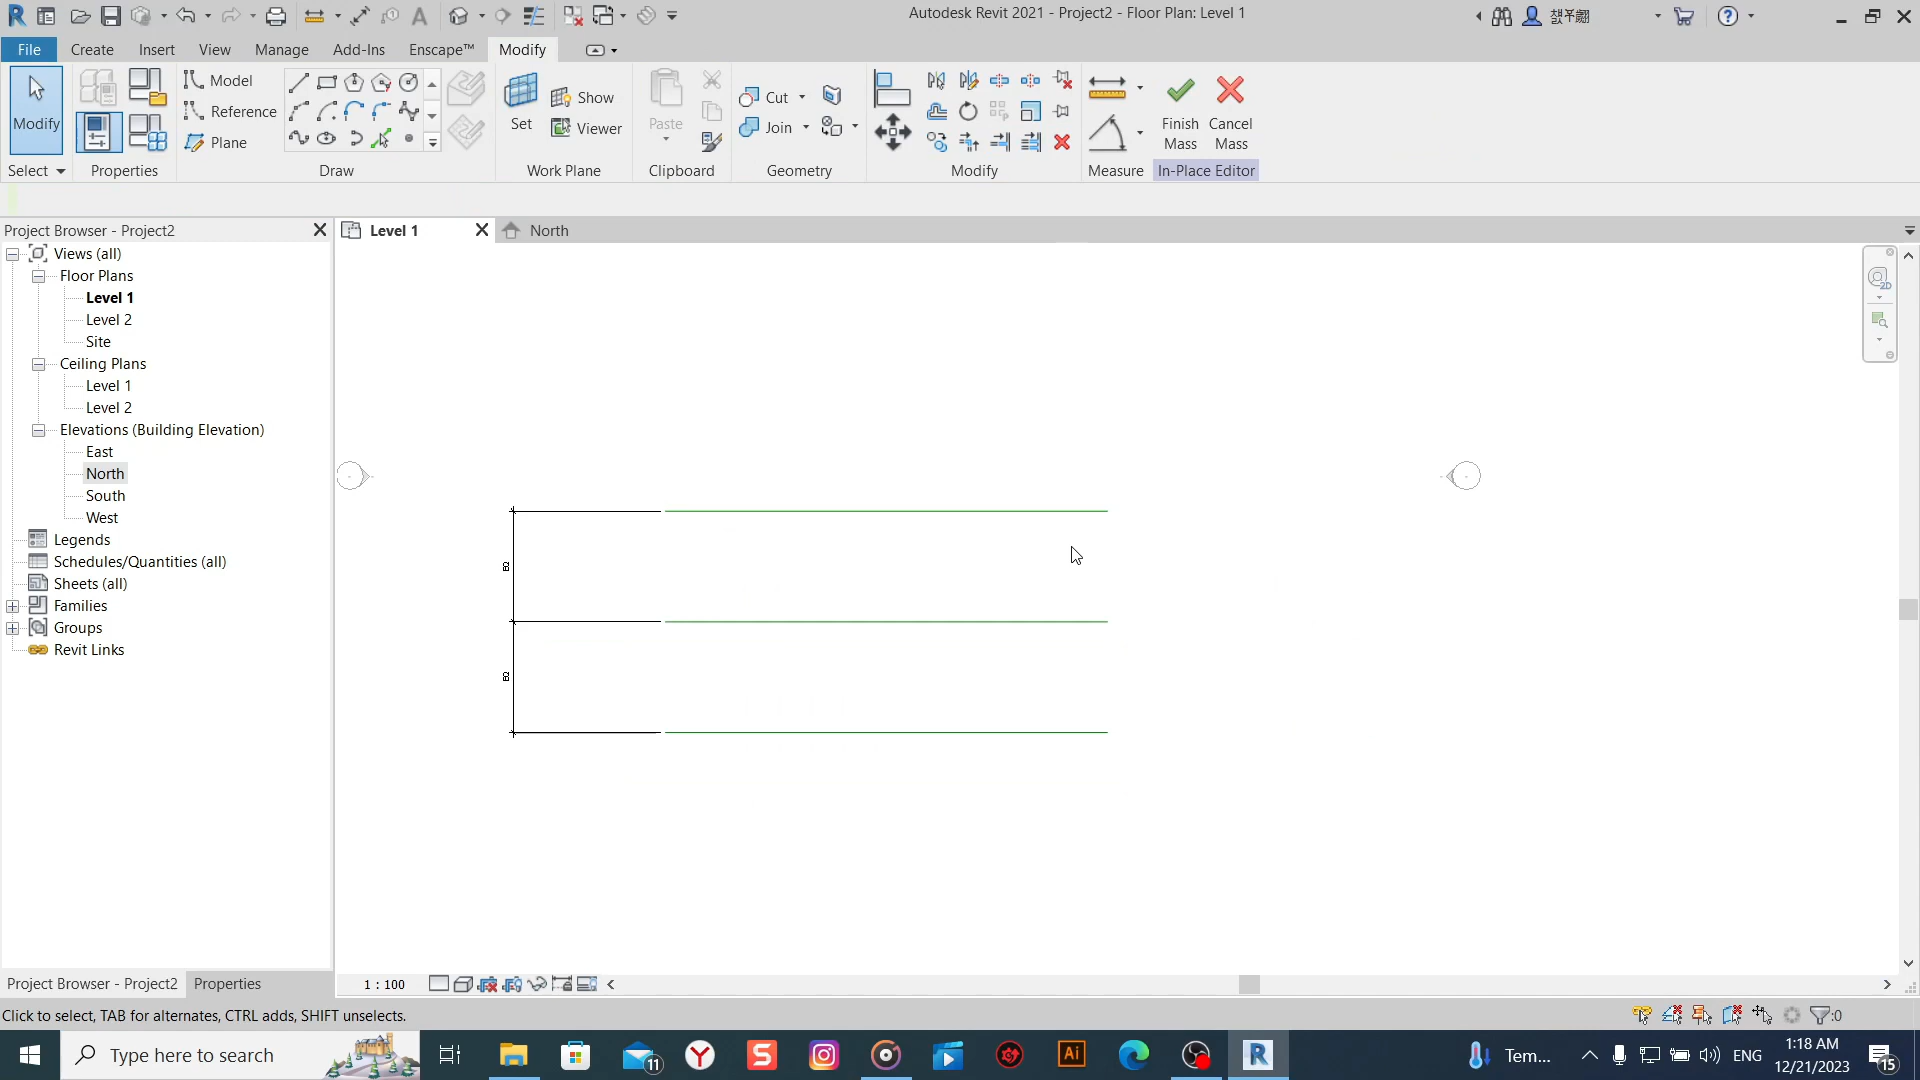 Autodesk Revit 2021 - Project2 - Floor Plan: Level 1
File Create Insert View Manage Add-Ins Enscape™ Modify
Modify
Select
Properties
Model
Reference
Plane
Draw
Set
Show
Viewer
Work Plane
Paste
Clipboard
Cut
Join
Geometry
Modify
Measure
Finish
Mass
Cancel
Mass
In-Place Editor
Project Browser - Project2
Views (all)
Floor Plans
Level 1
Level 2
Site
Ceiling Plans
Level 1
Level 2
Elevations (Building Elevation)
East
North
South
West
Legends
Schedules/Quantities (all)
Sheets (all)
Families
Groups
Revit Links
Project Browser - Project2
Properties
Level 1
North
2D
1 : 100
Click to select, TAB for alternates, CTRL adds, SHIFT unselects.
:0
Type here to search
11
Ai
Tem...
ENG
1:18 AM
12/21/2023
15